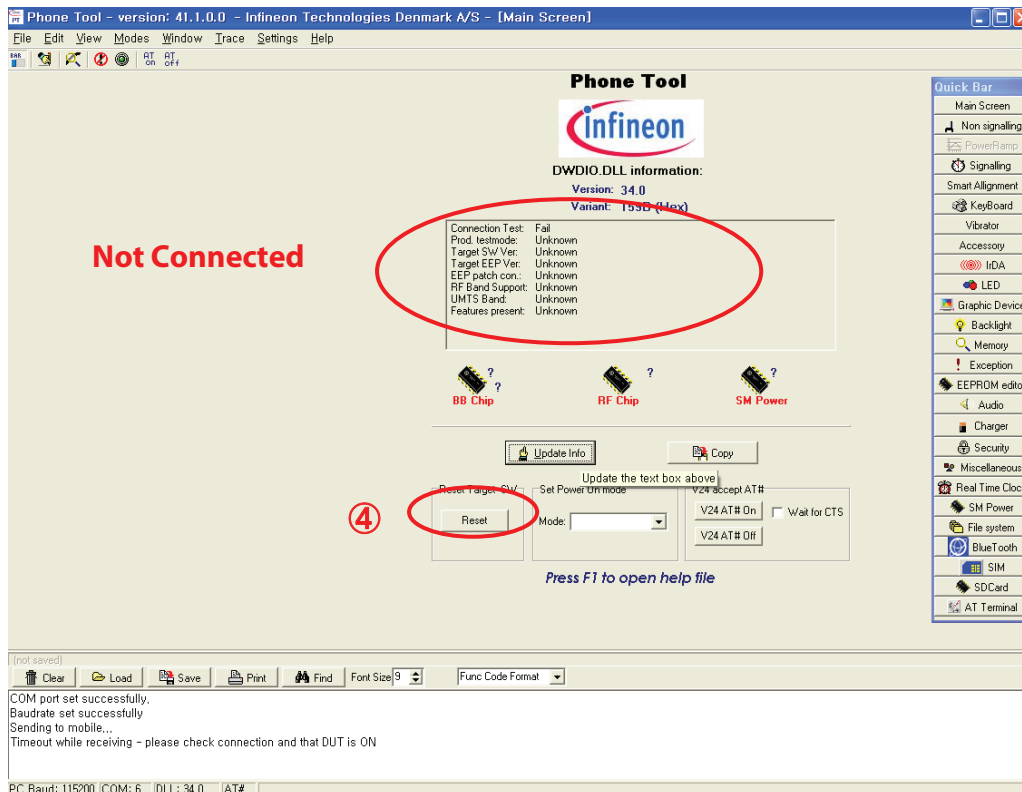 Phone Tool - version: 41.1.0.0 - Infineon Technologies Denmark A/S - [Main Screen]
File Edit View Modes Window Trace Settings Help
BAR AT on AT off
Phone Tool
infineon
DWDIO.DLL information:
Version: 34.0
Variant: (Hex)
Not Connected
Connection Test: Fail
Prod. testmode: Unknown
Target SW Ver: Unknown
Target EEP Ver: Unknown
EEP patch con.: Unknown
RF Band Support: Unknown
UMTS Band: Unknown
Features present: Unknown
? ? ? ?
BB Chip RF Chip SM Power
Update Info Copy
Update the text box above
Reset Target SW Set Power On mode V24 accept AT#
④ Reset Mode: V24 AT# On Wait for CTS
V24 AT# Off
Press F1 to open help file
Quick Bar
Main Screen
Non signalling
PowerRamp
Signalling
Smart Allignment
KeyBoard
Vibrator
Accessory
IrDA
LED
Graphic Device
Backlight
Memory
Exception
EEPROM edito
Audio
Charger
Security
Miscellaneous
Real Time Cloc
SM Power
File system
BlueTooth
SIM
SDCard
AT Terminal
(not saved)
Clear Load Save Print Find Font Size 9 Func Code Format
COM port set successfully,
Baudrate set successfully
Sending to mobile...
Timeout while receiving - please check connection and that DUT is ON
PC Baud: 115200 COM: 6 DLL: 34.0 AT#